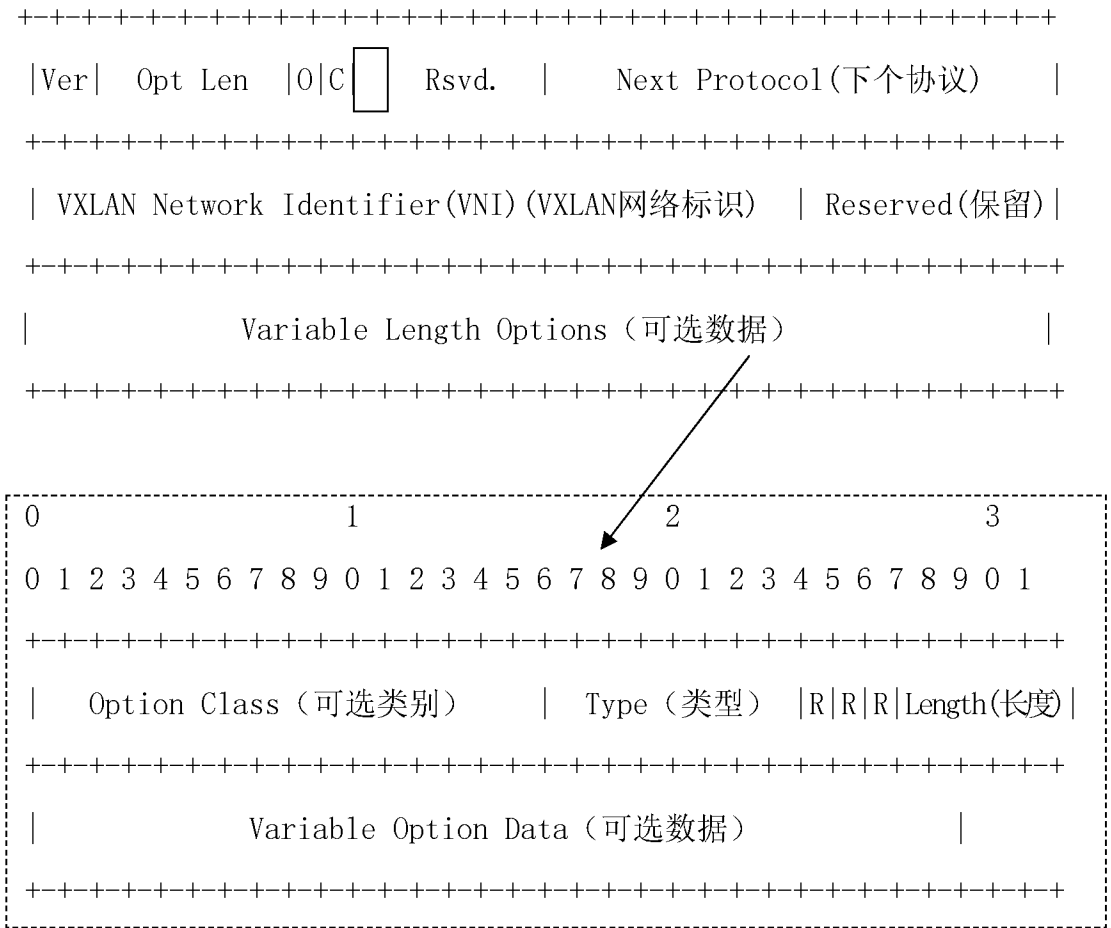 +-+-+-+-+-+-+-+-+-+-+-+-+-+-+-+-+-+-+-+-+-+-+-+-+-+-+-+-+-+-+-+-+
|Ver| Opt Len |O|C| Rsvd. | Next Protocol(下个协议) |
+-+-+-+-+-+-+-+-+-+-+-+-+-+-+-+-+-+-+-+-+-+-+-+-+-+-+-+-+-+-+-+-+
| VXLAN Network Identifier(VNI)(VXLAN网络标识) | Reserved(保留)|
+-+-+-+-+-+-+-+-+-+-+-+-+-+-+-+-+-+-+-+-+-+-+-+-+-+-+-+-+-+-+-+-+
| Variable Length Options（可选数据） |
+-+-+-+-+-+-+-+-+-+-+-+-+-+-+-+-+-+-+-+-+-+-+-+-+-+-+-+-+-+-+-+-+
0 1 2 3
0 1 2 3 4 5 6 7 8 9 0 1 2 3 4 5 6 7 8 9 0 1 2 3 4 5 6 7 8 9 0 1
+-+-+-+-+-+-+-+-+-+-+-+-+-+-+-+-+-+-+-+-+-+-+-+-+-+-+-+-+-+-+-+-+
| Option Class（可选类别） | Type（类型） |R|R|R|Length(长度)|
+-+-+-+-+-+-+-+-+-+-+-+-+-+-+-+-+-+-+-+-+-+-+-+-+-+-+-+-+-+-+-+-+
| Variable Option Data（可选数据） |
+-+-+-+-+-+-+-+-+-+-+-+-+-+-+-+-+-+-+-+-+-+-+-+-+-+-+-+-+-+-+-+-+